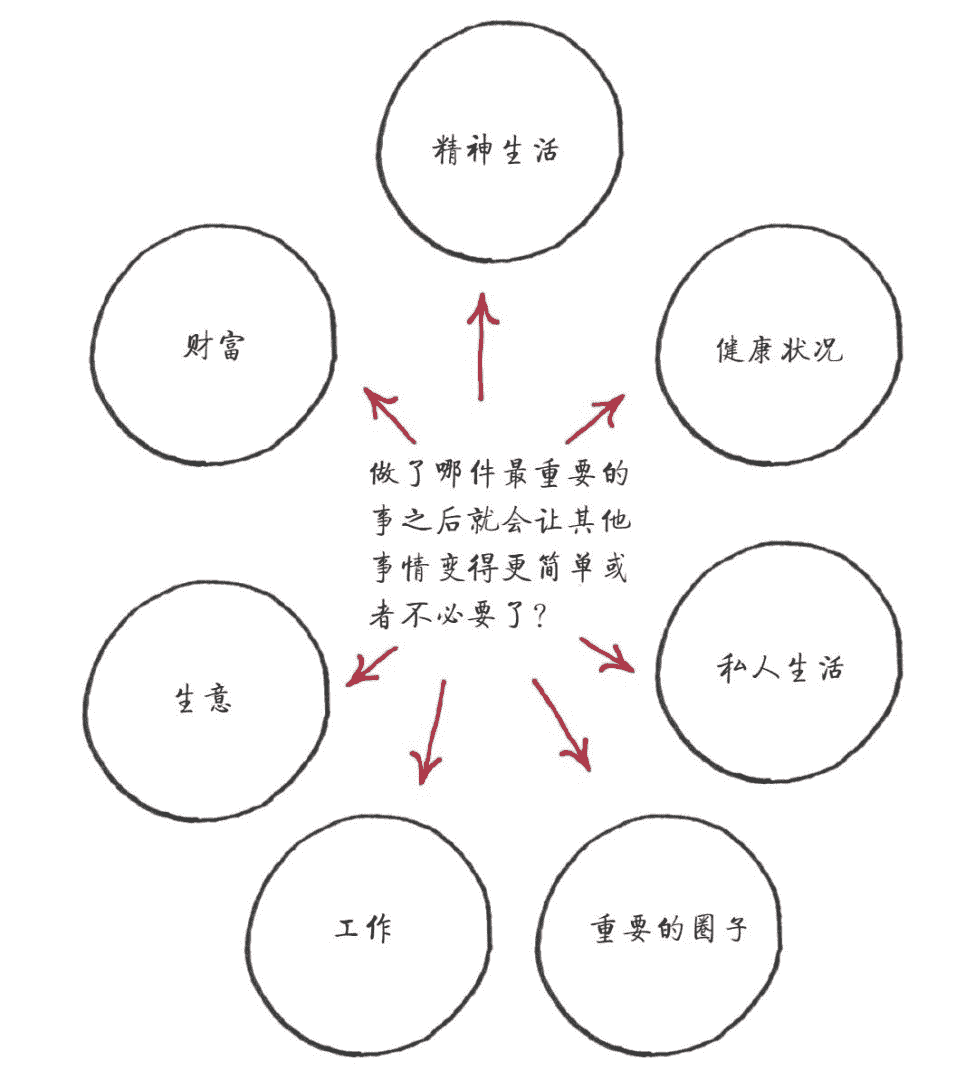 精神生活
财富
健康状况
做了哪件最重要的
事之后就会让其他
事情变得更简单或
者不必要了?
生意
私人生活
工作
重要的圈子